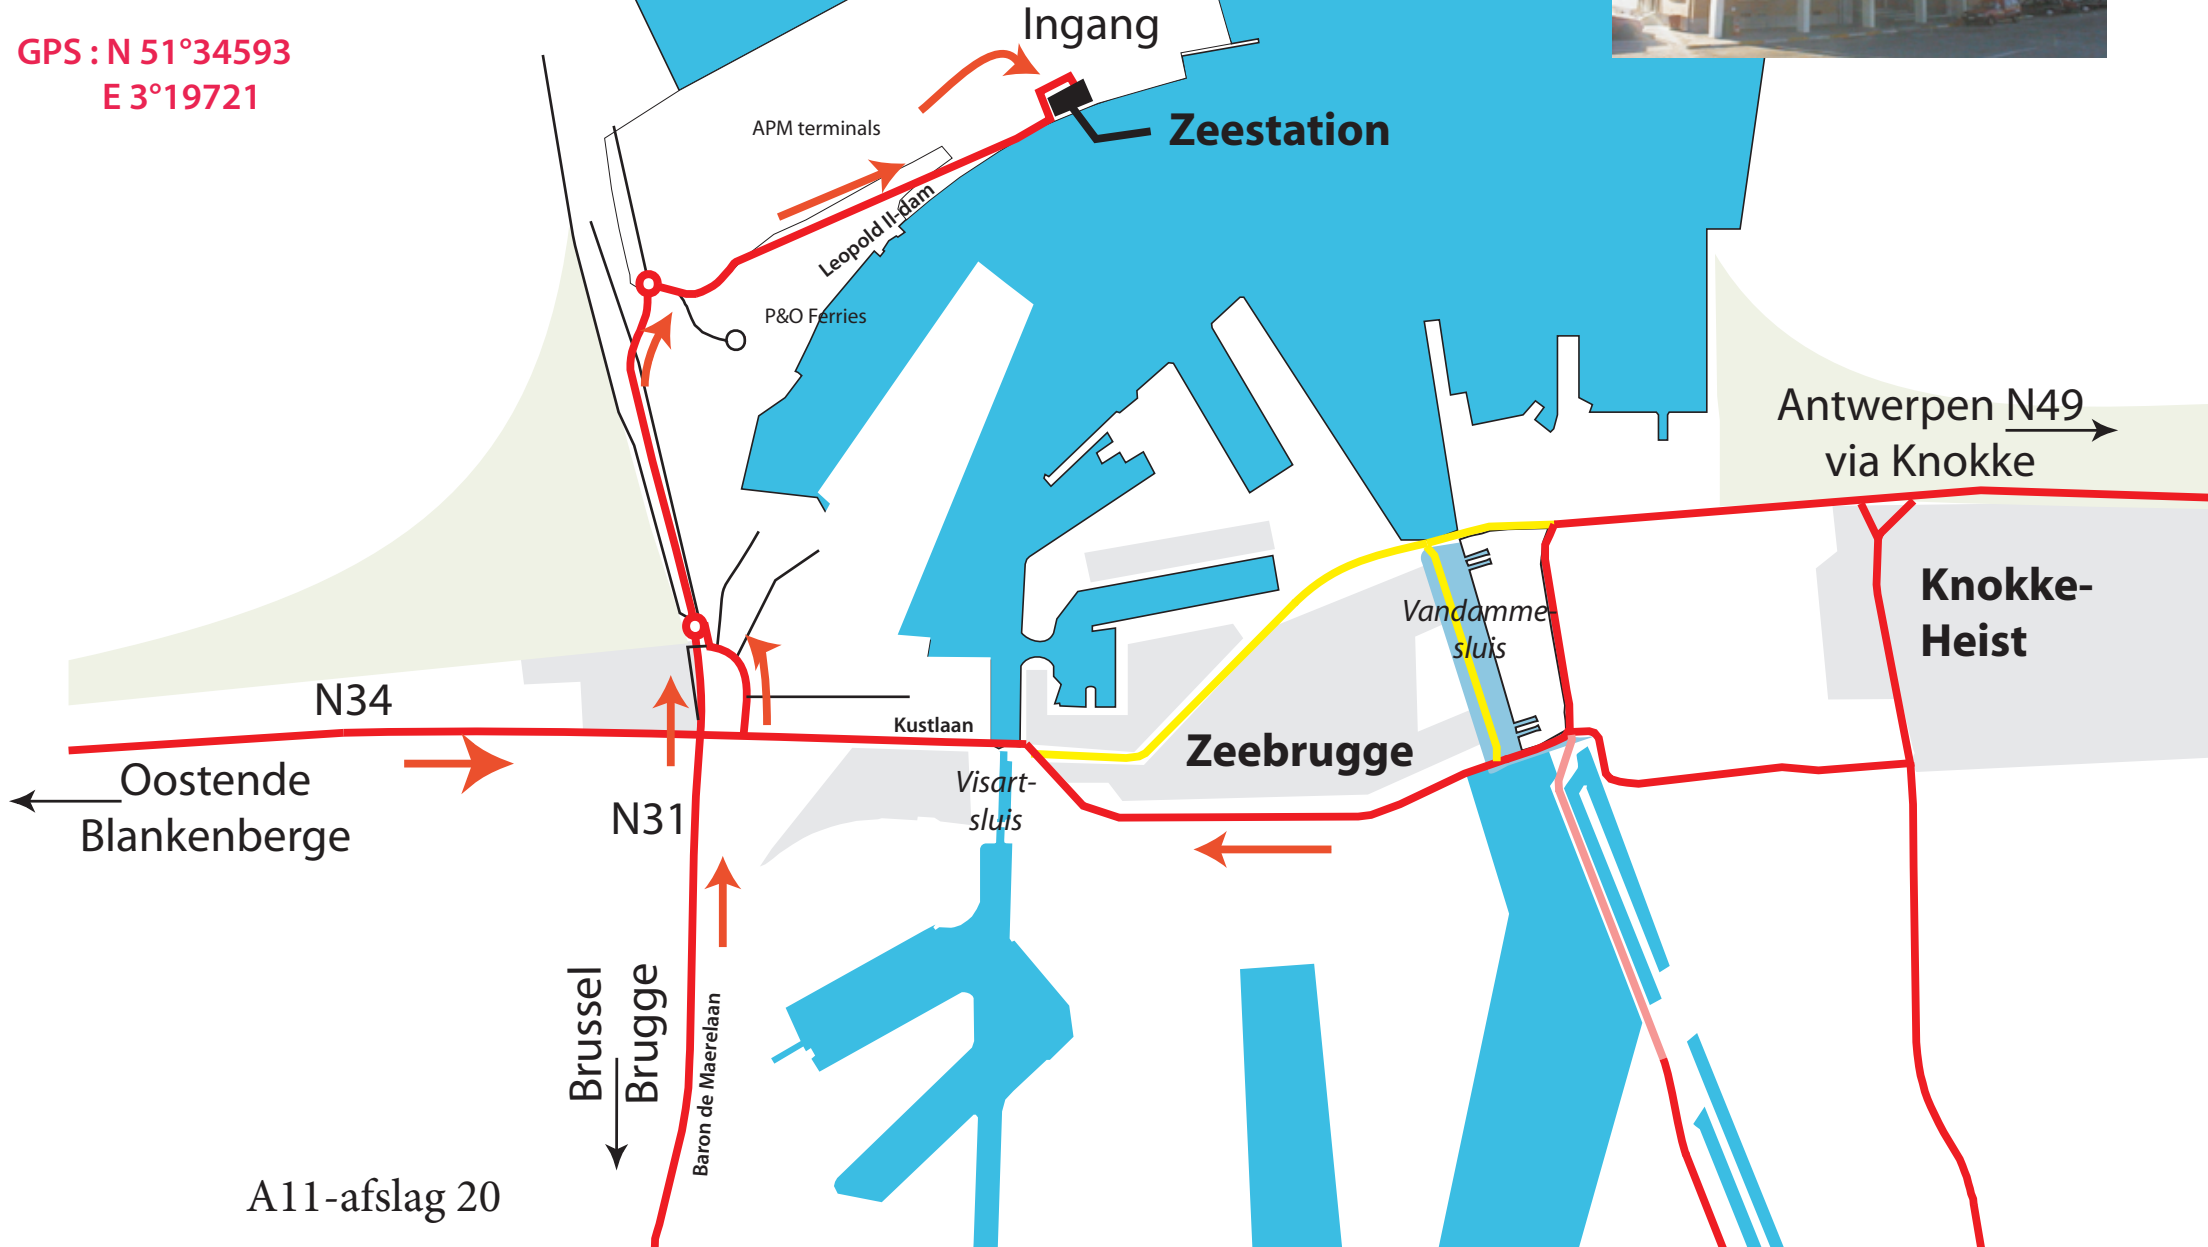 GPS : N 51°34593
E 3°19721
Ingang
Zeestation
APM terminals
Leopold II-dam
P&O Ferries
Antwerpen N49
via Knokke
Knokke-
Heist
Vandamme-
sluis
N34
Kustlaan
Zeebrugge
Oostende
Blankenberge
Visart-
sluis
N31
Brussel
Brugge
Baron de Maerelaan
A11-afslag 20